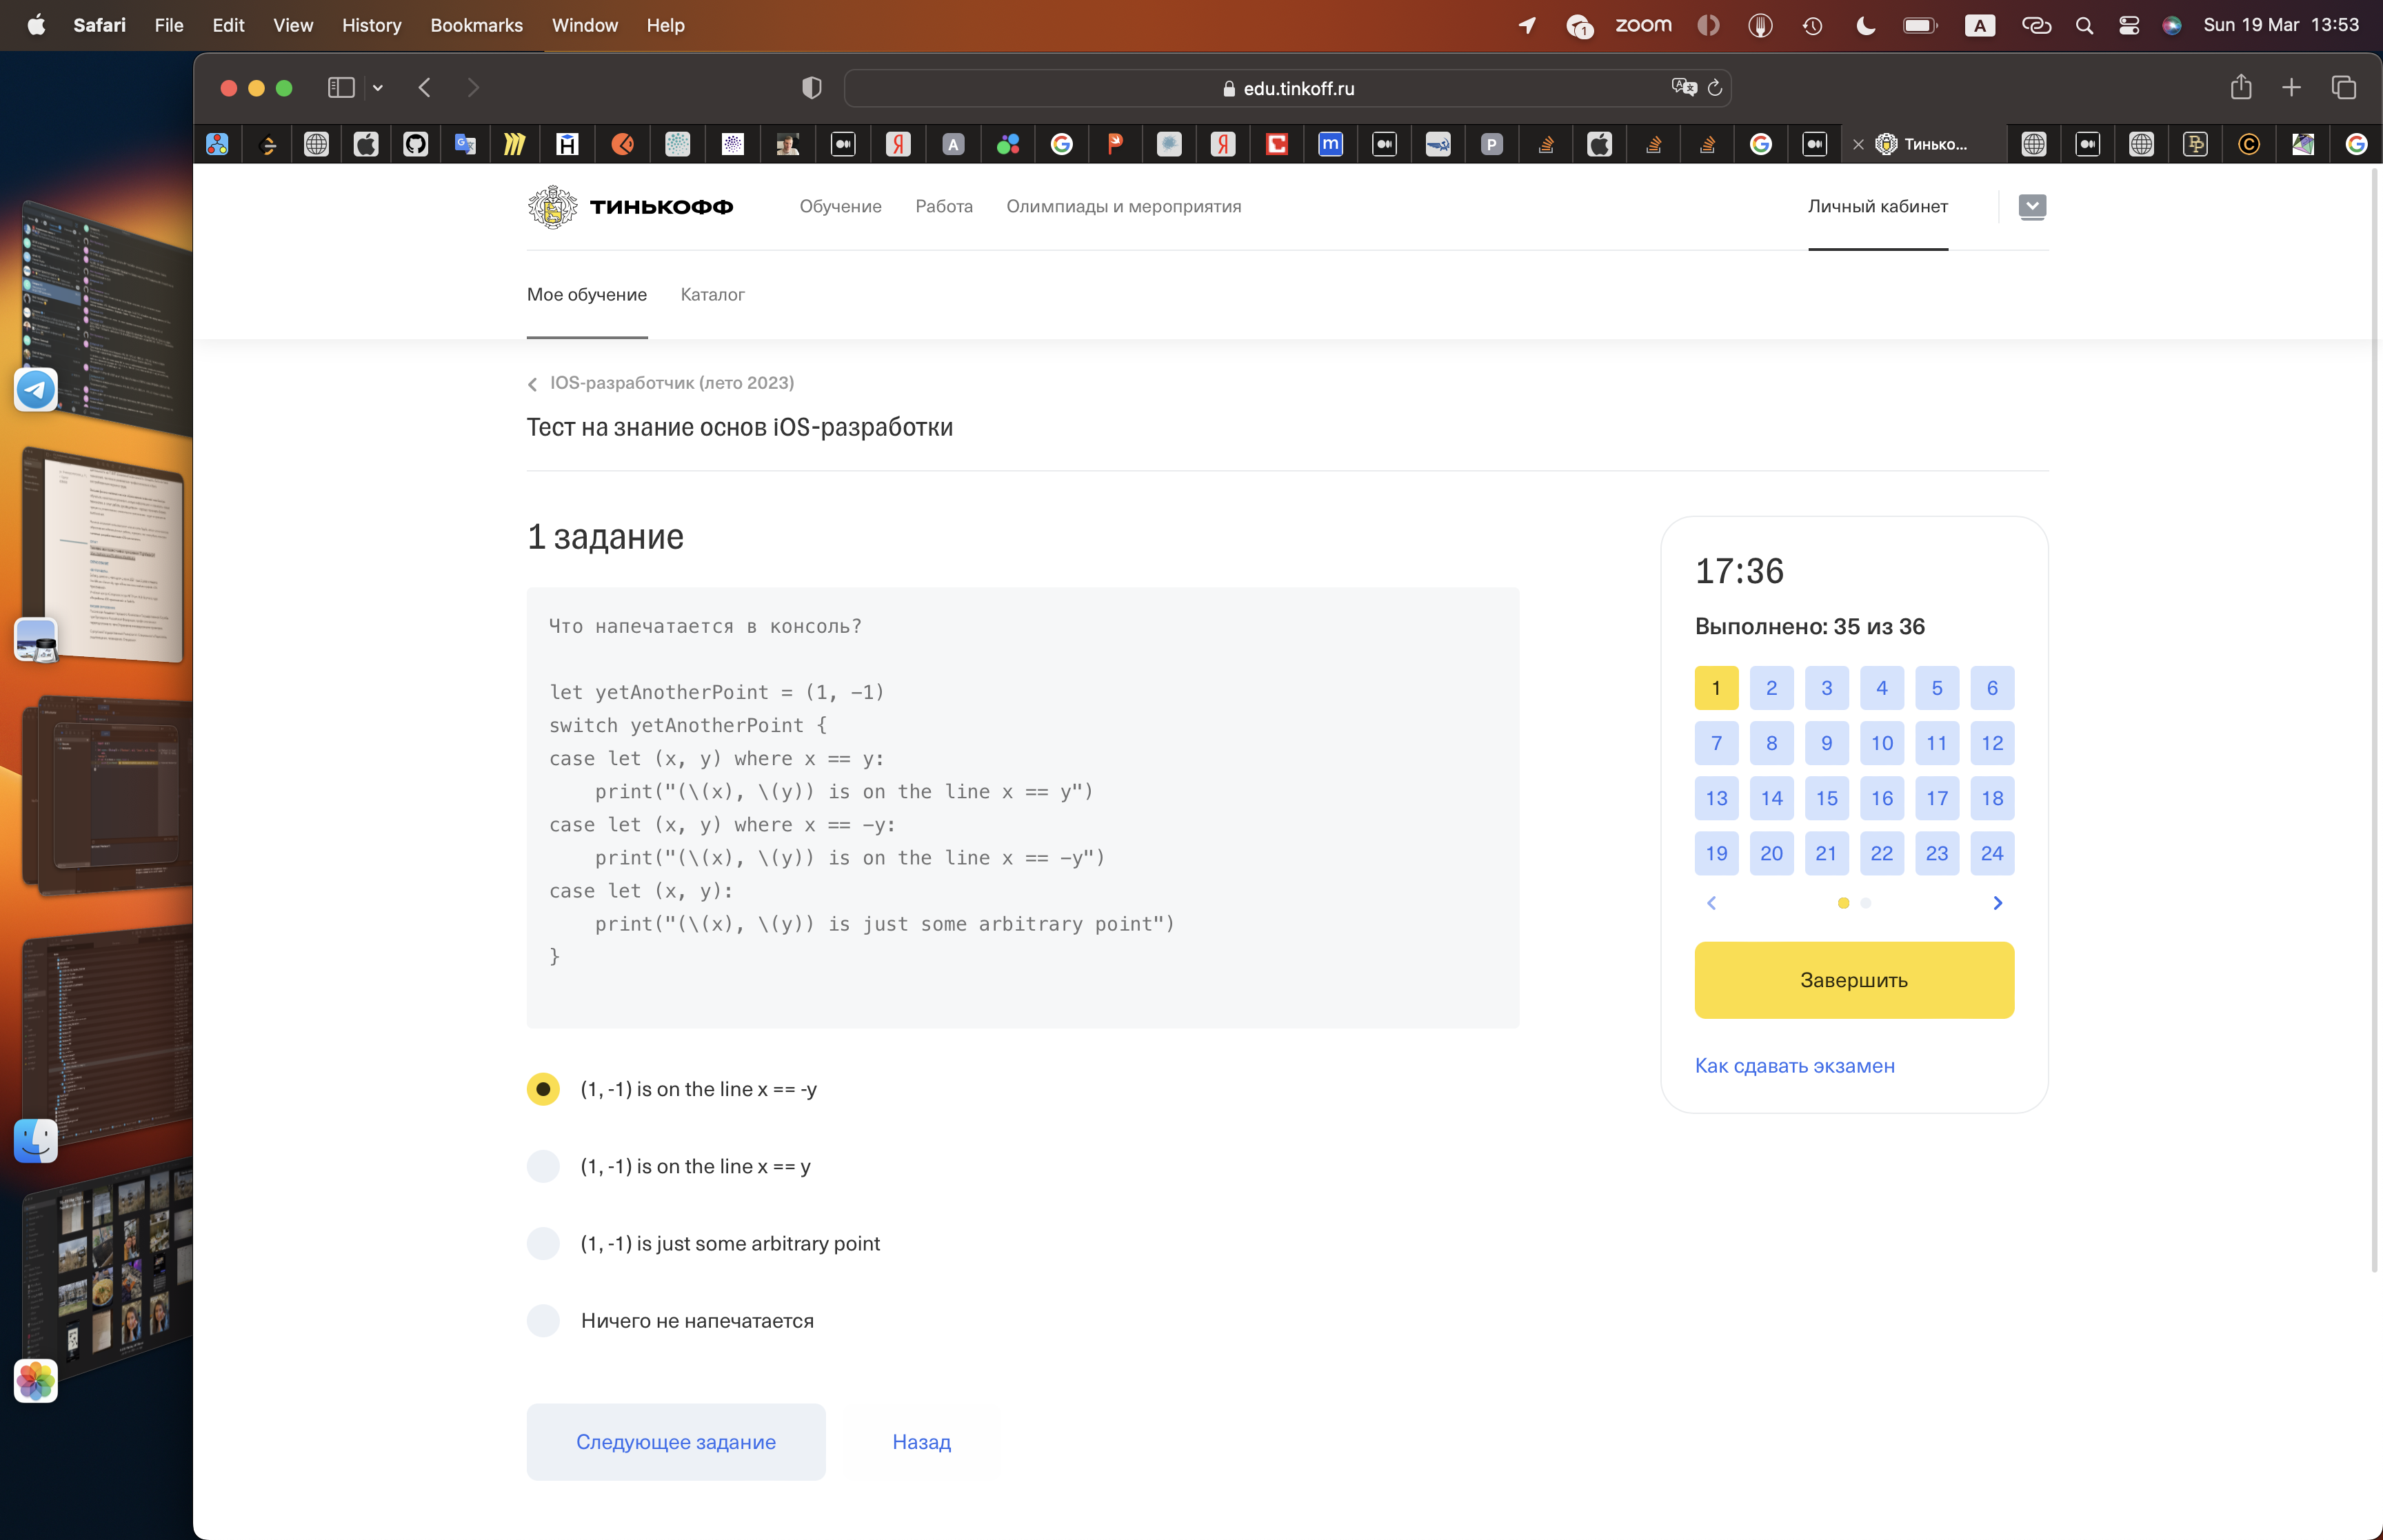 Safari File Edit View History Bookmarks Window Help
1 zoom A Sun 19 Mar 13:53
edu.tinkoff.ru
Тинько...
ТИНЬКОФФ Обучение Работа Олимпиады и мероприятия Личный кабинет
Мое обучение Каталог
IOS-разработчик (лето 2023)
Тест на знание основ iOS-разработки
1 задание
Что напечатается в консоль?
let yetAnotherPoint = (1, -1)
switch yetAnotherPoint {
case let (x, y) where x == y:
print("(\(x), \(y)) is on the line x == y")
case let (x, y) where x == -y:
print("(\(x), \(y)) is on the line x == -y")
case let (x, y):
print("(\(x), \(y)) is just some arbitrary point")
}
(1, -1) is on the line x == -y
(1, -1) is on the line x == y
(1, -1) is just some arbitrary point
Ничего не напечатается
Следующее задание Назад
17:36
Выполнено: 35 из 36
1 2 3 4 5 6
7 8 9 10 11 12
13 14 15 16 17 18
19 20 21 22 23 24
Завершить
Как сдавать экзамен